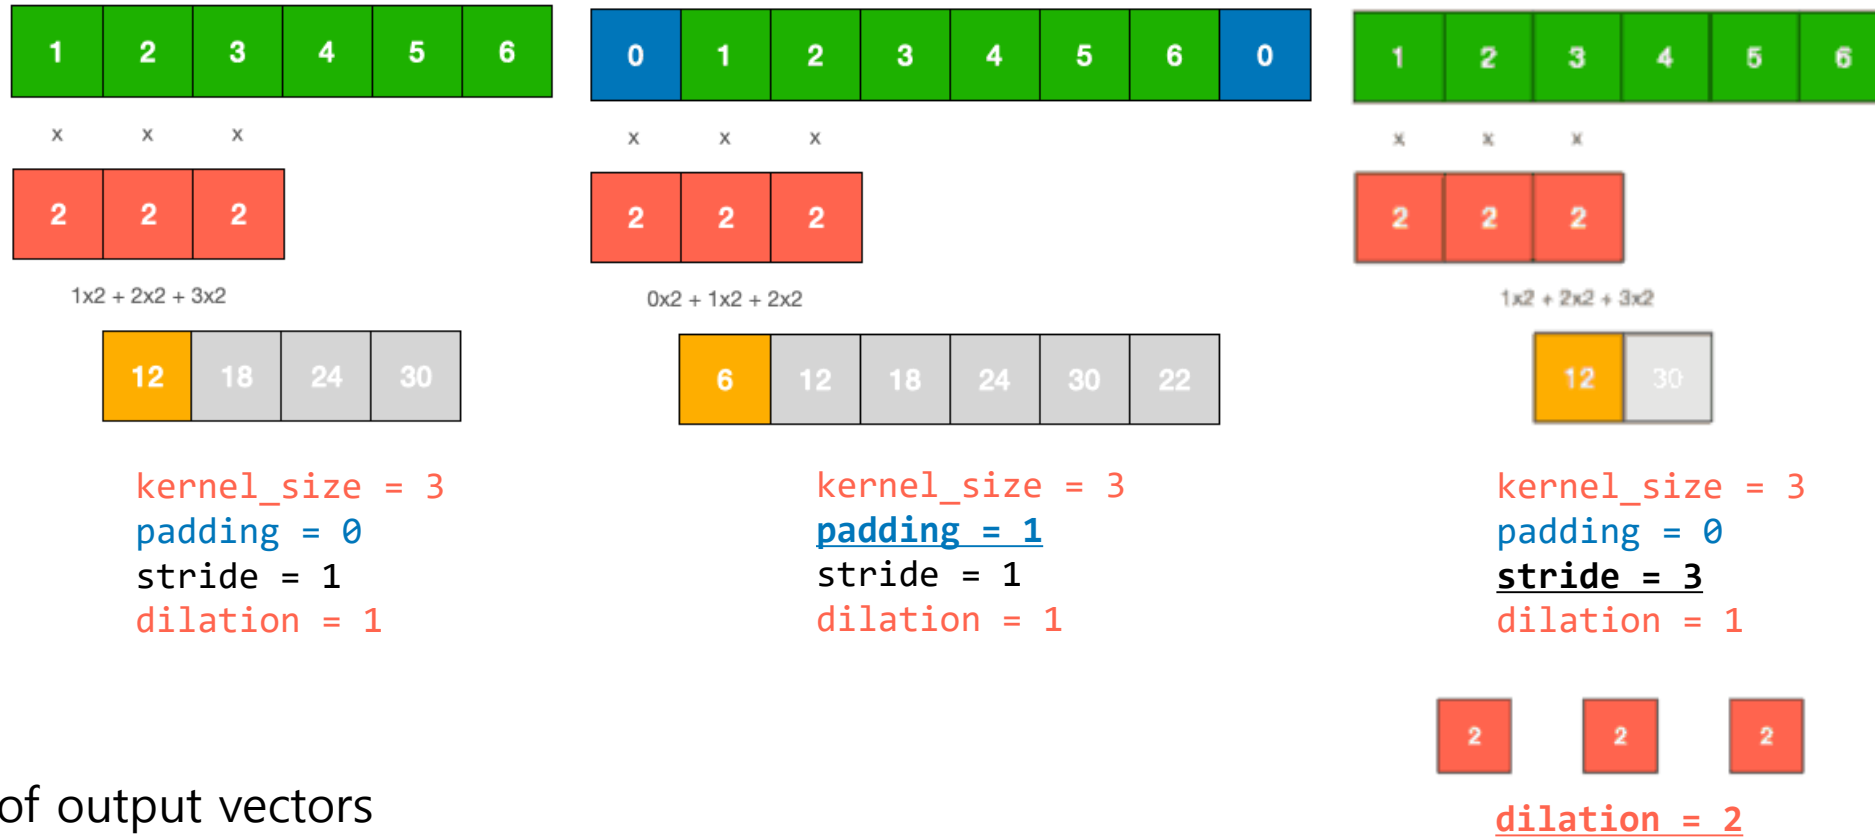 1 2 3 4 5 6
x x x
2 2 2
1x2 + 2x2 + 3x2
12 18 24 30
kernel_size = 3
padding = 0
stride = 1
dilation = 1
0 1 2 3 4 5 6 0
x x x
2 2 2
0x2 + 1x2 + 2x2
6 12 18 24 30 22
kernel_size = 3
padding = 1
stride = 1
dilation = 1
1 2 3 4 5 6
x x x
2 2 2
1x2 + 2x2 + 3x2
12 30
kernel_size = 3
padding = 0
stride = 3
dilation = 1
2 2 2
dilation = 2
of output vectors